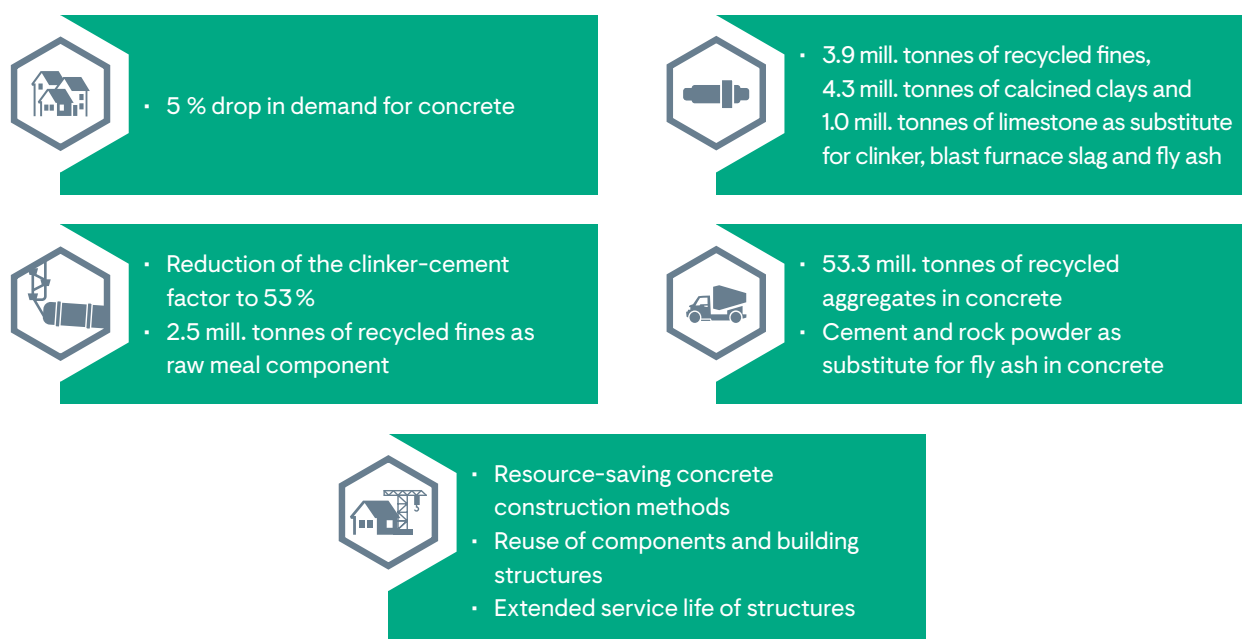 · 5 % drop in demand for concrete
· 3.9 mill. tonnes of recycled fines,
4.3 mill. tonnes of calcined clays and
1.0 mill. tonnes of limestone as substitute
for clinker, blast furnace slag and fly ash
· Reduction of the clinker-cement
factor to 53 %
· 2.5 mill. tonnes of recycled fines as
raw meal component
· 53.3 mill. tonnes of recycled
aggregates in concrete
· Cement and rock powder as
substitute for fly ash in concrete
· Resource-saving concrete
construction methods
· Reuse of components and building
structures
· Extended service life of structures